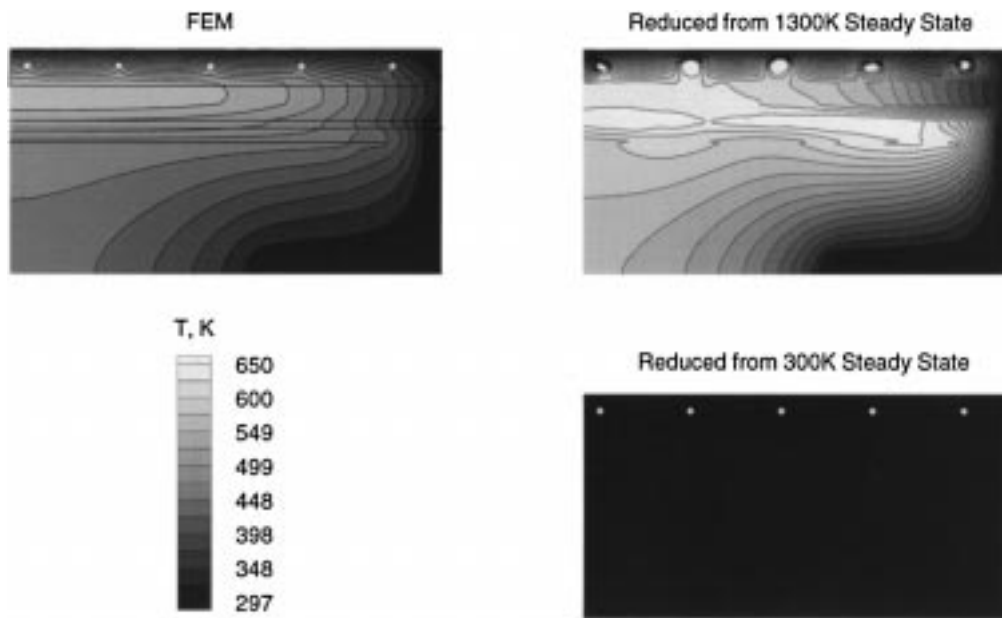 FEM
Reduced from 1300K Steady State
T, K
650
600
549
499
448
398
348
297
Reduced from 300K Steady State